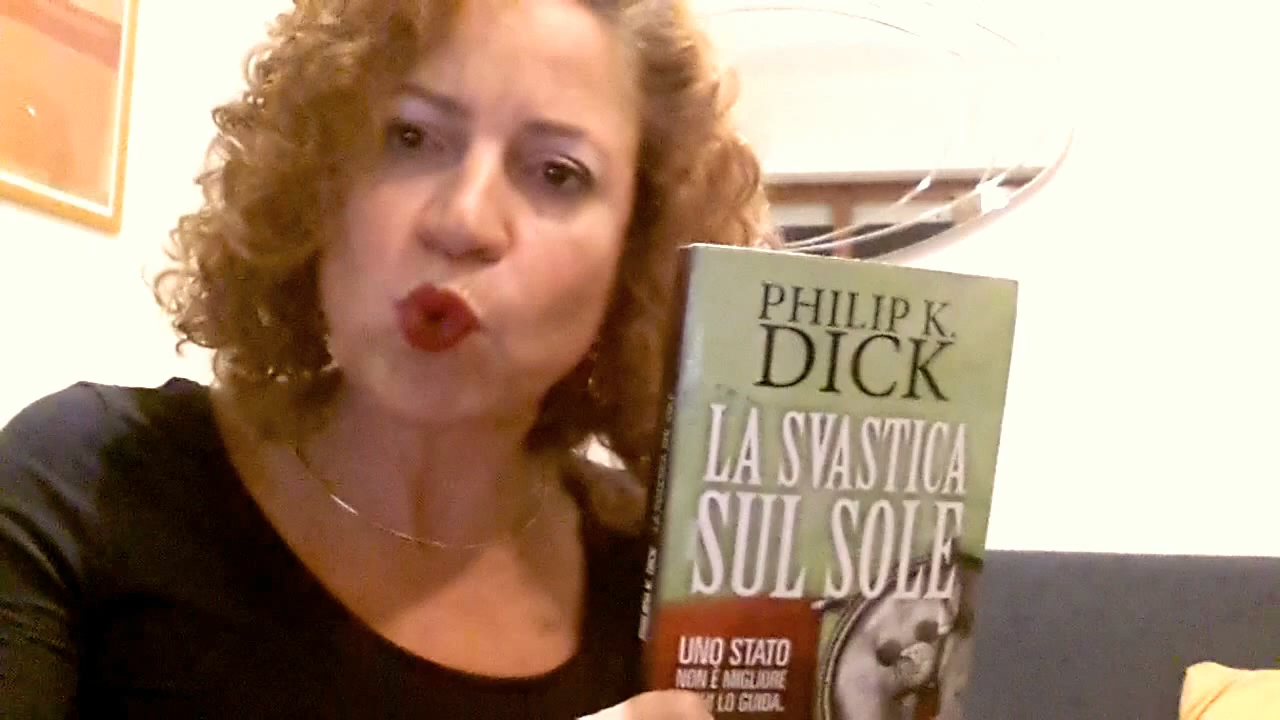 PHILIP K.
DICK
LA SVASTICA
SUL SOLE
UNO STATO
NON È MIGLIORE
LO GUIDA.